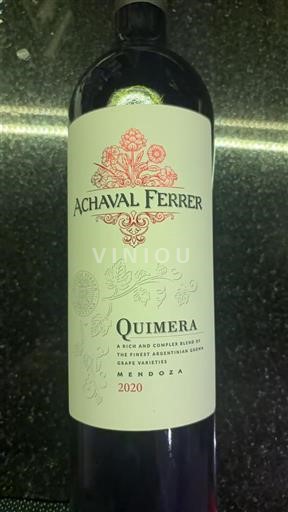 ACHAVAL FERRER
VINIOU
QUIMERA
A RICH AND COMPLEX BLEND OF
THE FINEST ARGENTINIAN GROWN
GRAPE VARIETIES
MENDOZA
2020